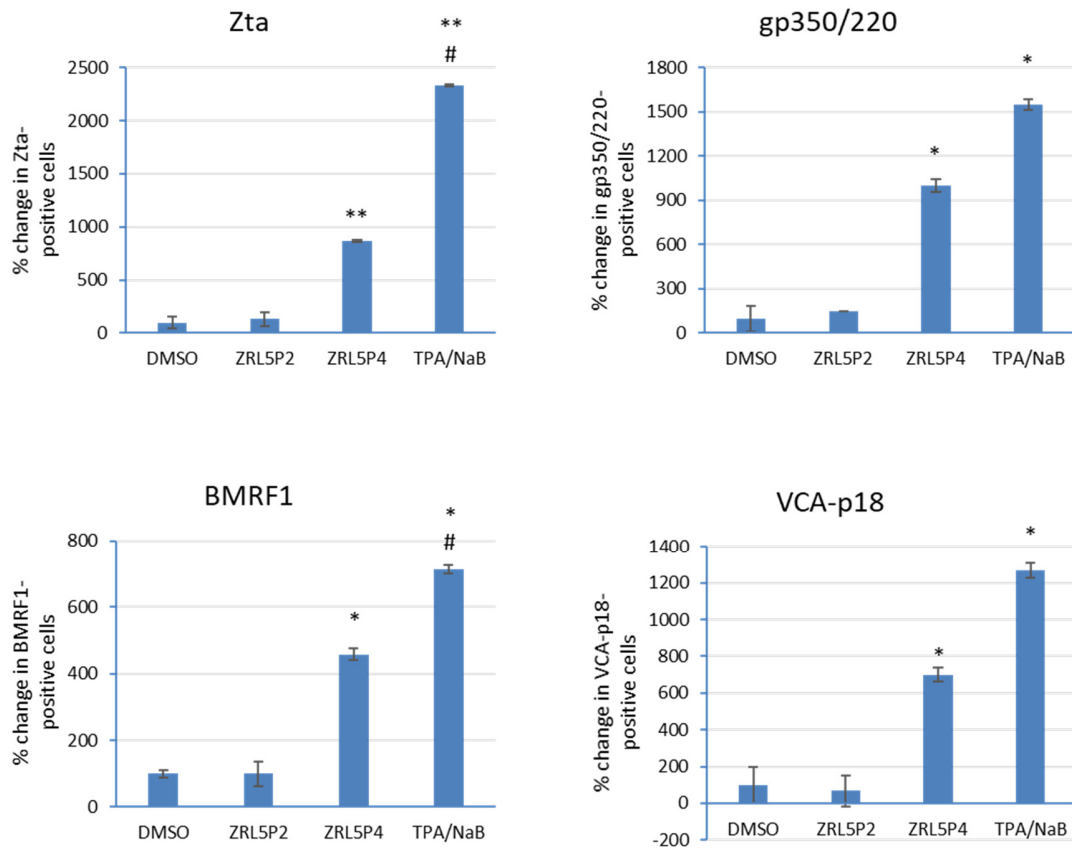 Zta
**
#
**
% change in Zta-
positive cells
2500
2000
1500
1000
500
0
DMSO ZRL5P2 ZRL5P4 TPA/NaB
gp350/220
*
*
% change in gp350/220-
positive cells
1800
1500
1200
900
600
300
0
DMSO ZRL5P2 ZRL5P4 TPA/NaB
BMRF1
*
#
*
% change in BMRF1-
positive cells
800
600
400
200
0
DMSO ZRL5P2 ZRL5P4 TPA/NaB
VCA-p18
*
*
% change in VCA-p18-
positive cells
1400
1200
1000
800
600
400
200
0
-200
DMSO ZRL5P2 ZRL5P4 TPA/NaB